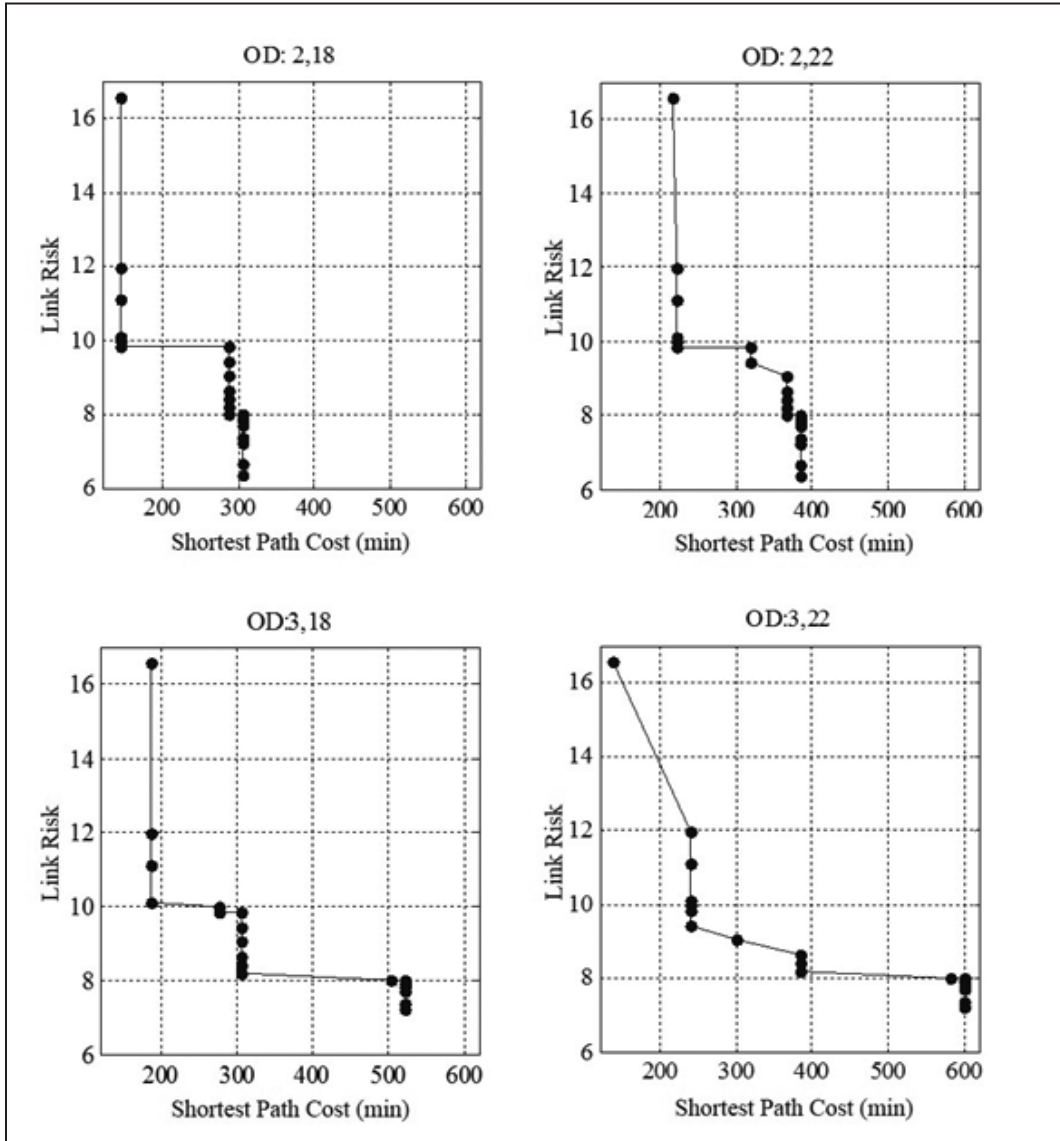 OD: 2,18
16
14
12
10
8
6
Link Risk
200 300 400 500 600
Shortest Path Cost (min)
OD: 2,22
16
14
12
10
8
6
Link Risk
200 300 400 500 600
Shortest Path Cost (min)
OD:3,18
16
14
12
10
8
6
Link Risk
200 300 400 500 600
Shortest Path Cost (min)
OD:3,22
16
14
12
10
8
6
Link Risk
200 300 400 500 600
Shortest Path Cost (min)